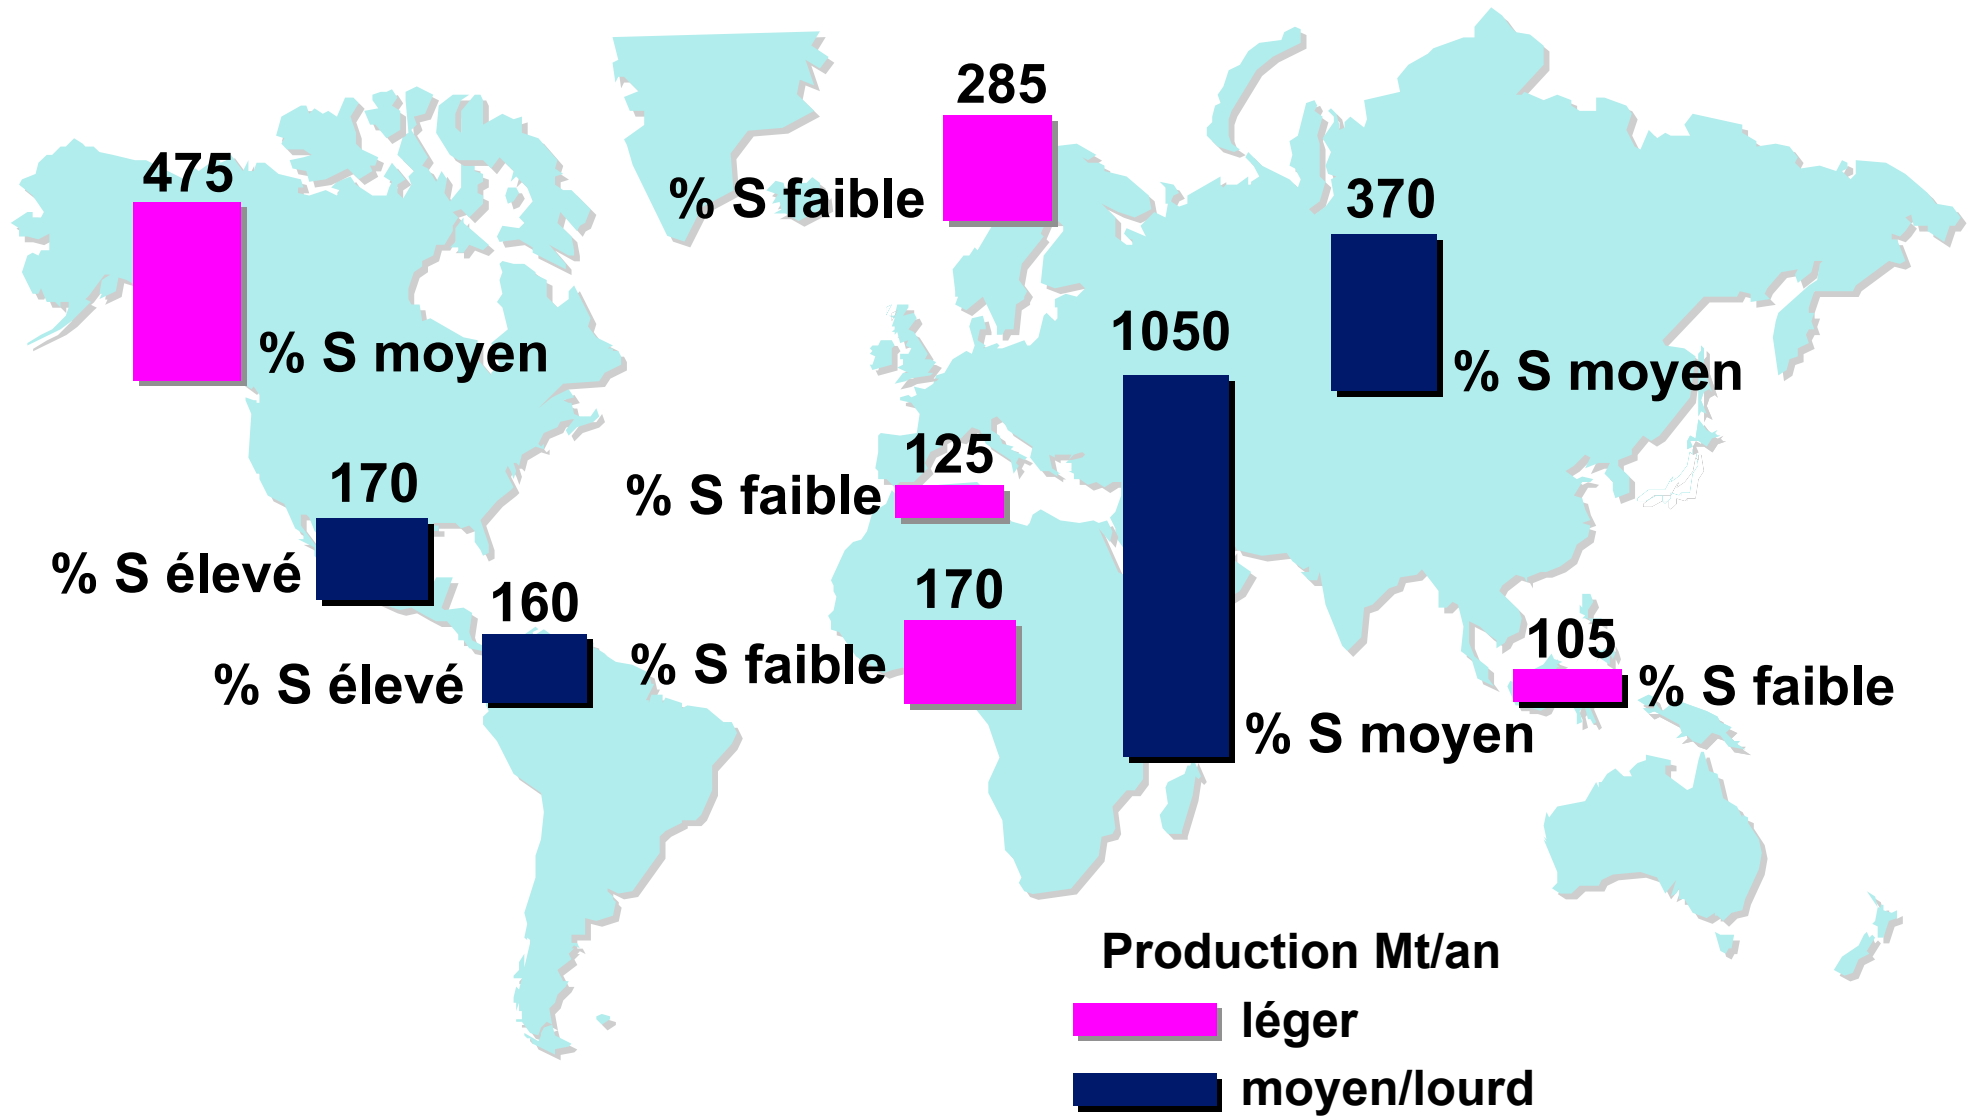 285
475
% S faible
370
1050
% S moyen
% S moyen
125
170
% S faible
% S élevé
170
160
105
% S faible
% S élevé
% S faible
% S moyen
Production Mt/an
léger
moyen/lourd